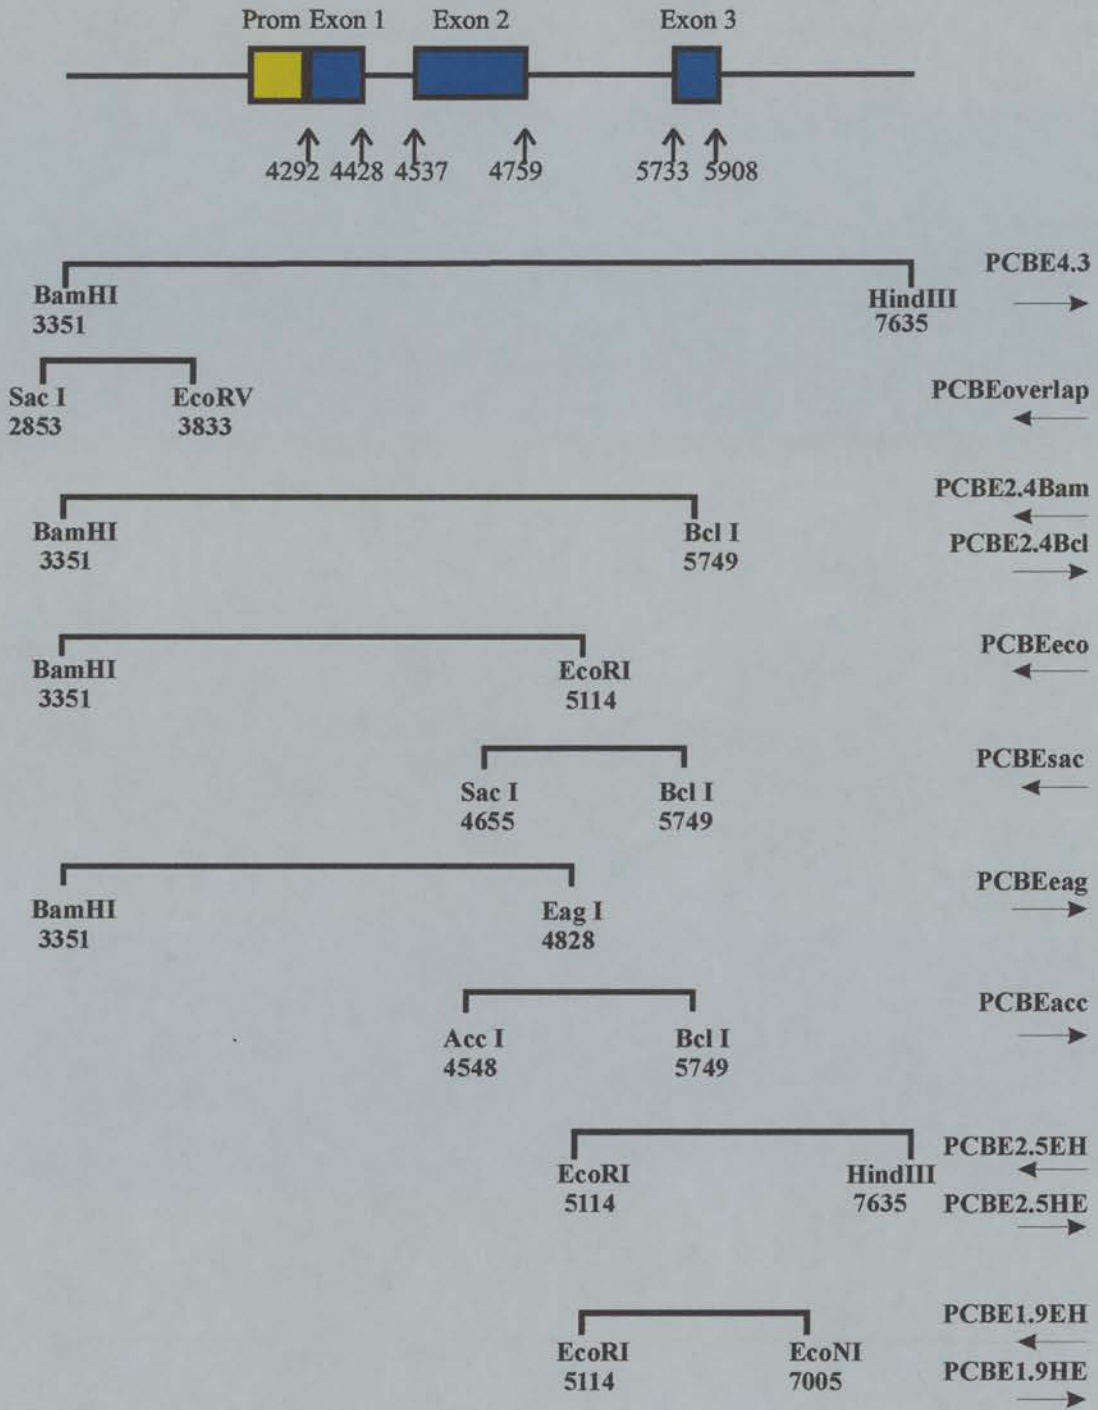 Prom Exon 1 Exon 2 Exon 3
4292 4428 4537 4759 5733 5908
PCBE4.3
BamHI HindIII
3351 7635
Sac I EcoRV PCBEoverlap
2853 3833
PCBE2.4Bam
BamHI Bcl I PCBE2.4Bcl
3351 5749
PCBEeco
BamHI EcoRI
3351 5114
PCBEsac
Sac I Bcl I
4655 5749
PCBEeag
BamHI Eag I
3351 4828
PCBEacc
Acc I Bcl I
4548 5749
PCBE2.5EH
EcoRI HindIII
5114 7635 PCBE2.5HE
PCBE1.9EH
EcoRI EcoNI
5114 7005 PCBE1.9HE